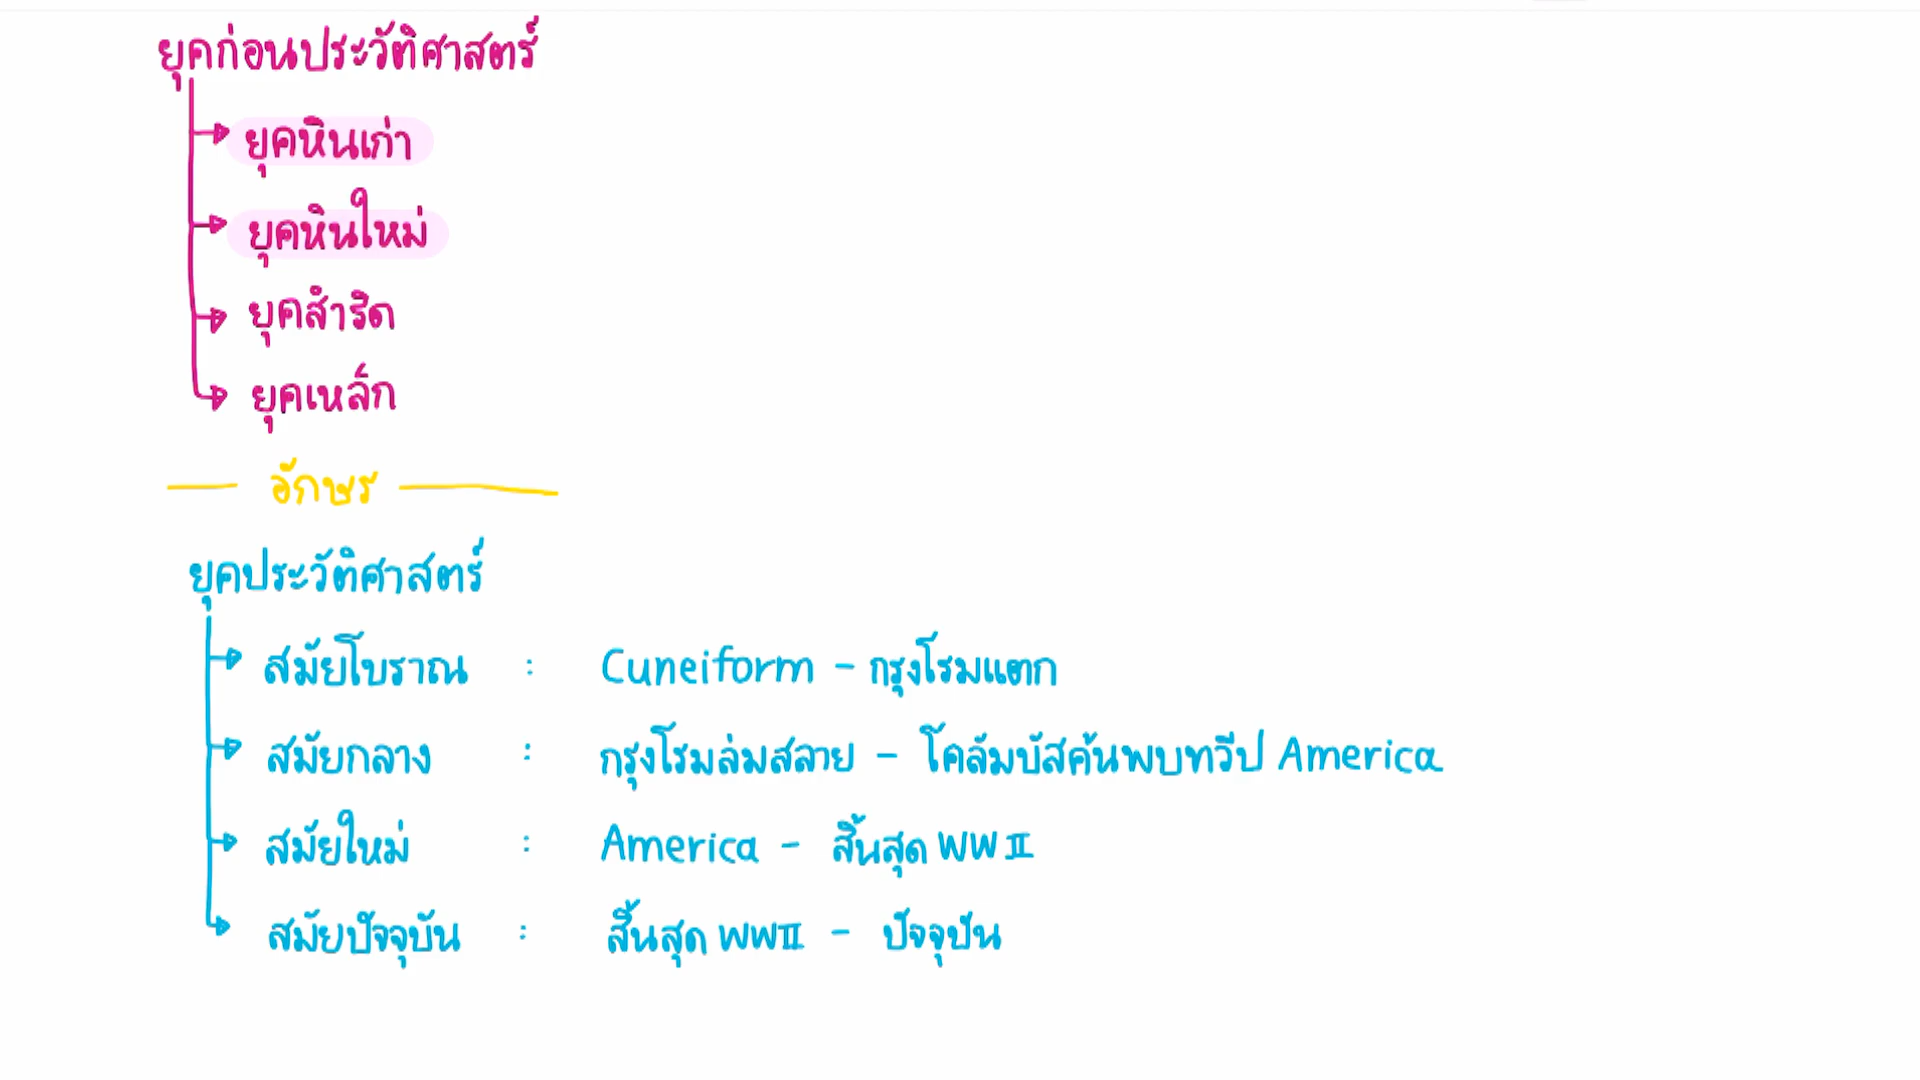 ยุคก่อนประวัติศาสตร์
ยุคหินเก่า
ยุคหินใหม่
ยุคสำริด
ยุคเหล็ก
อักษร
ยุคประวัติศาสตร์
สมัยโบราณ : Cuneiform - กรุงโรมแตก
สมัยกลาง : กรุงโรมล่มสลาย - โคลัมบัสค้นพบทวีป America
สมัยใหม่ : America - สิ้นสุด WW II
สมัยปัจจุบัน : สิ้นสุด WWII - ปัจจุปัน